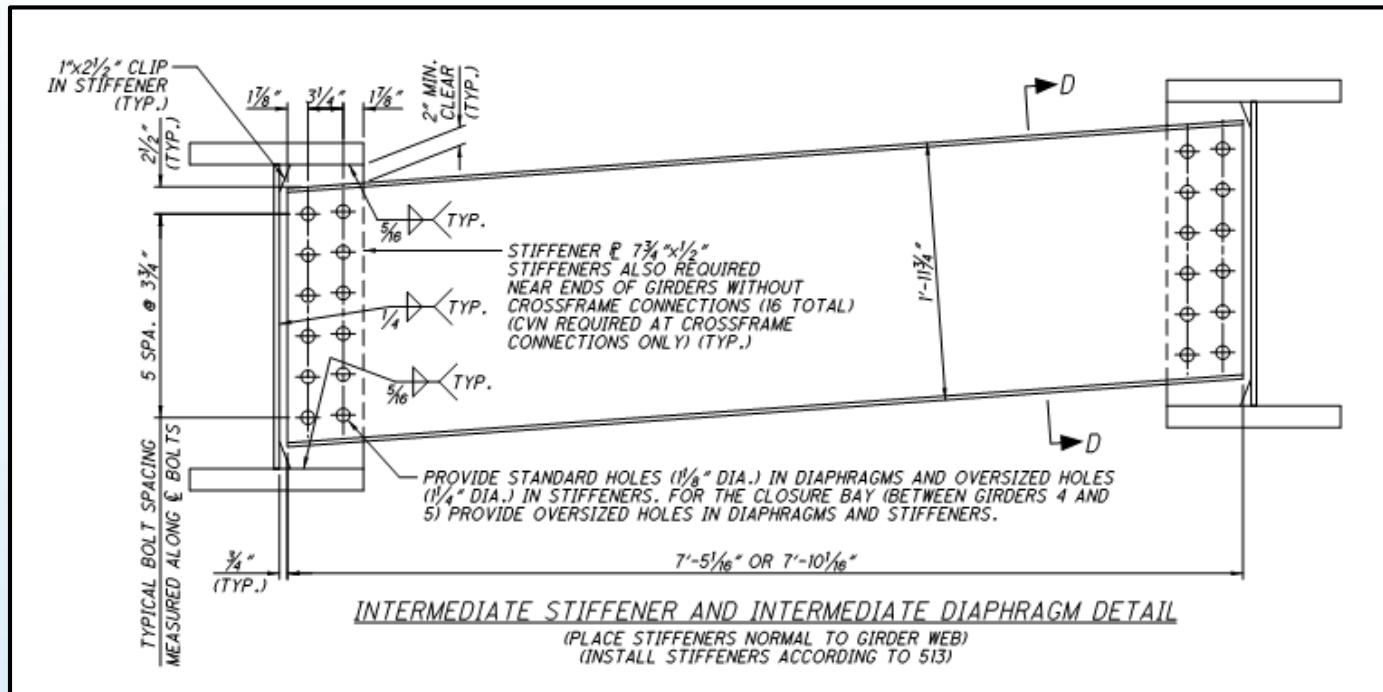 1"x2½" CLIP
IN STIFFENER
(TYP.)
1⅞"
3¼"
1⅞"
2" MIN.
CLEAR
(TYP.)
D
2½"
(TYP.)
5/16
TYP.
STIFFENER ℄ 7¾"x½"
STIFFENERS ALSO REQUIRED
NEAR ENDS OF GIRDERS WITHOUT
CROSSFRAME CONNECTIONS (16 TOTAL)
(CVN REQUIRED AT CROSSFRAME
CONNECTIONS ONLY) (TYP.)
1'-11¾"
1/4
TYP.
5 SPA. @ 3¾"
5/16
TYP.
D
TYPICAL BOLT SPACING
MEASURED ALONG ℄ BOLTS
PROVIDE STANDARD HOLES (1⅛" DIA.) IN DIAPHRAGMS AND OVERSIZED HOLES
(1¼" DIA.) IN STIFFENERS. FOR THE CLOSURE BAY (BETWEEN GIRDERS 4 AND
5) PROVIDE OVERSIZED HOLES IN DIAPHRAGMS AND STIFFENERS.
¾"
(TYP.)
7'-5 1/16" OR 7'-10 1/16"
INTERMEDIATE STIFFENER AND INTERMEDIATE DIAPHRAGM DETAIL
(PLACE STIFFENERS NORMAL TO GIRDER WEB)
(INSTALL STIFFENERS ACCORDING TO 513)